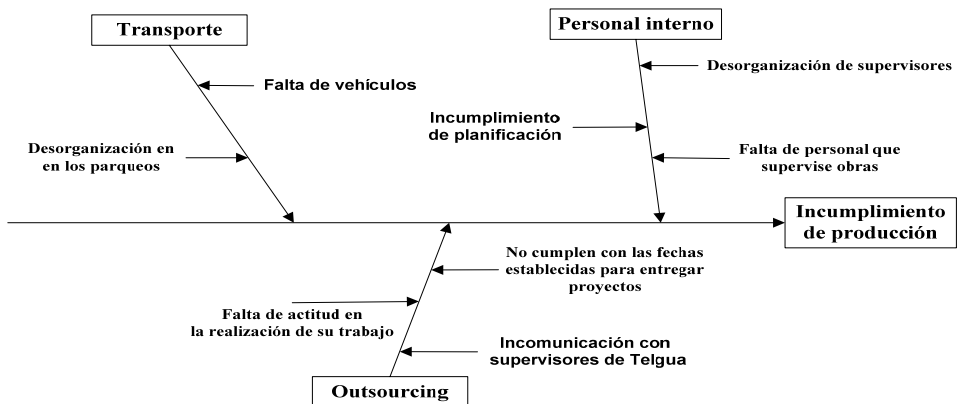 Transporte
Personal interno
Falta de vehículos
Desorganización de supervisores
Incumplimiento
de planificación
Desorganización en
en los parqueos
Falta de personal que
supervise obras
Incumplimiento
de producción
No cumplen con las fechas
establecidas para entregar
proyectos
Falta de actitud en
la realización de su trabajo
Incomunicación con
supervisores de Telgua
Outsourcing